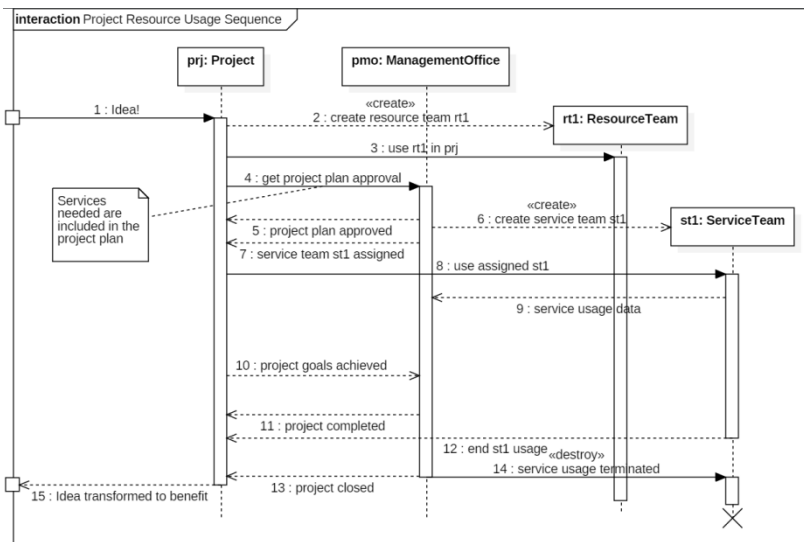 interaction Project Resource Usage Sequence
prj: Project
pmo: ManagementOffice
1 : Idea!
«create»
2 : create resource team rt1
rt1: ResourceTeam
3 : use rt1 in prj
4 : get project plan approval
Services
needed are
included in the
project plan
«create»
6 : create service team st1
st1: ServiceTeam
5 : project plan approved
7 : service team st1 assigned
8 : use assigned st1
9 : service usage data
10 : project goals achieved
11 : project completed
12 : end st1 usage
«destroy»
14 : service usage terminated
13 : project closed
15 : Idea transformed to benefit